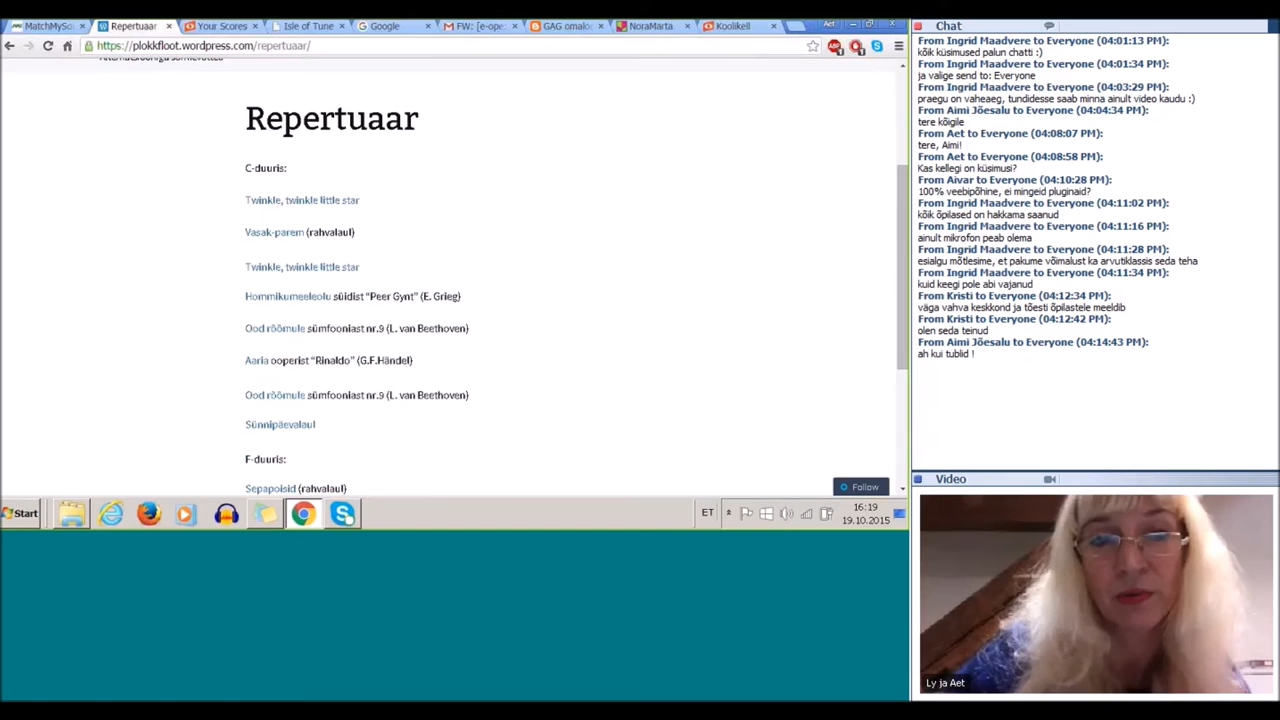 MatchMySo
Repertuaar
Your Scores
Isle of Tune
Google
FW: [e-ope
GAG omalo
NoraMarta
Koolikell
Aet
https://plokkfloot.wordpress.com/repertuaar/
ABP
Repertuaar
C-duuris:
Twinkle, twinkle little star
Vasak-parem (rahvalaul)
Twinkle, twinkle little star
Hommikumeeleolu süidist “Peer Gynt” (E. Grieg)
Ood rõõmule sümfooniast nr.9 (L. van Beethoven)
Aaria ooperist “Rinaldo” (G.F.Händel)
Ood rõõmule sümfooniast nr.9 (L. van Beethoven)
Sünnipäevalaul
F-duuris:
Sepapoisid (rahvalaul)
Follow
Start
ET
16:19
19.10.2015
Chat
From Ingrid Maadvere to Everyone (04:01:13 PM):
kõik küsimused palun chatti :)
From Ingrid Maadvere to Everyone (04:01:34 PM):
ja valige send to: Everyone
From Ingrid Maadvere to Everyone (04:03:29 PM):
praegu on vaheaeg, tundidesse saab minna ainult video kaudu :)
From Aimi Jõesalu to Everyone (04:04:34 PM):
tere kõigile
From Aet to Everyone (04:08:07 PM):
tere, Aimi!
From Aet to Everyone (04:08:58 PM):
Kas kellegi on küsimusi?
From Aivar to Everyone (04:10:28 PM):
100% veebipõhine, ei mingeid pluginaid?
From Ingrid Maadvere to Everyone (04:11:02 PM):
kõik õpilased on hakkama saanud
From Ingrid Maadvere to Everyone (04:11:16 PM):
ainult mikrofon peab olema
From Ingrid Maadvere to Everyone (04:11:28 PM):
esialgu mõtlesime, et pakume võimalust ka arvutiklassis seda teha
From Ingrid Maadvere to Everyone (04:11:34 PM):
kuid keegi pole abi vajanud
From Kristi to Everyone (04:12:34 PM):
väga vahva keskkond ja tõesti õpilastele meeldib
From Kristi to Everyone (04:12:42 PM):
olen seda teinud
From Aimi Jõesalu to Everyone (04:14:43 PM):
ah kui tublid !
Video
Ly ja Aet